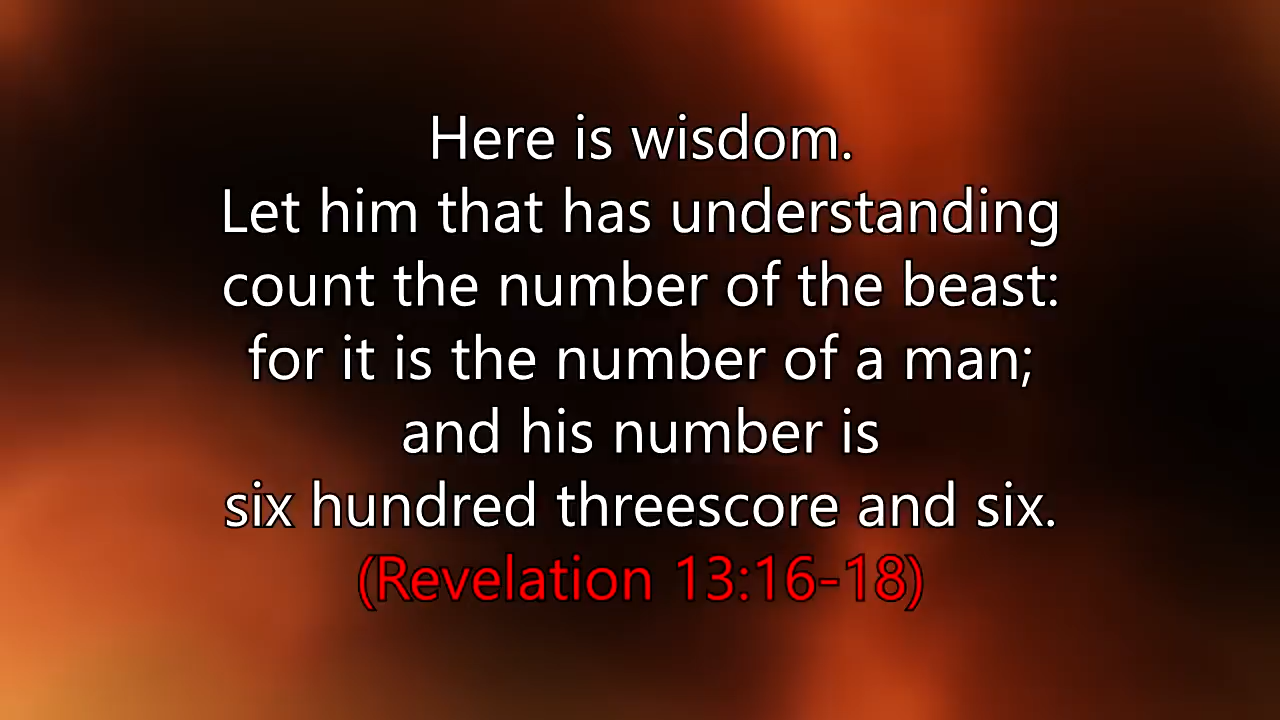 Here is wisdom.
Let him that has understanding
count the number of the beast:
for it is the number of a man;
and his number is
six hundred threescore and six.
(Revelation 13:16-18)